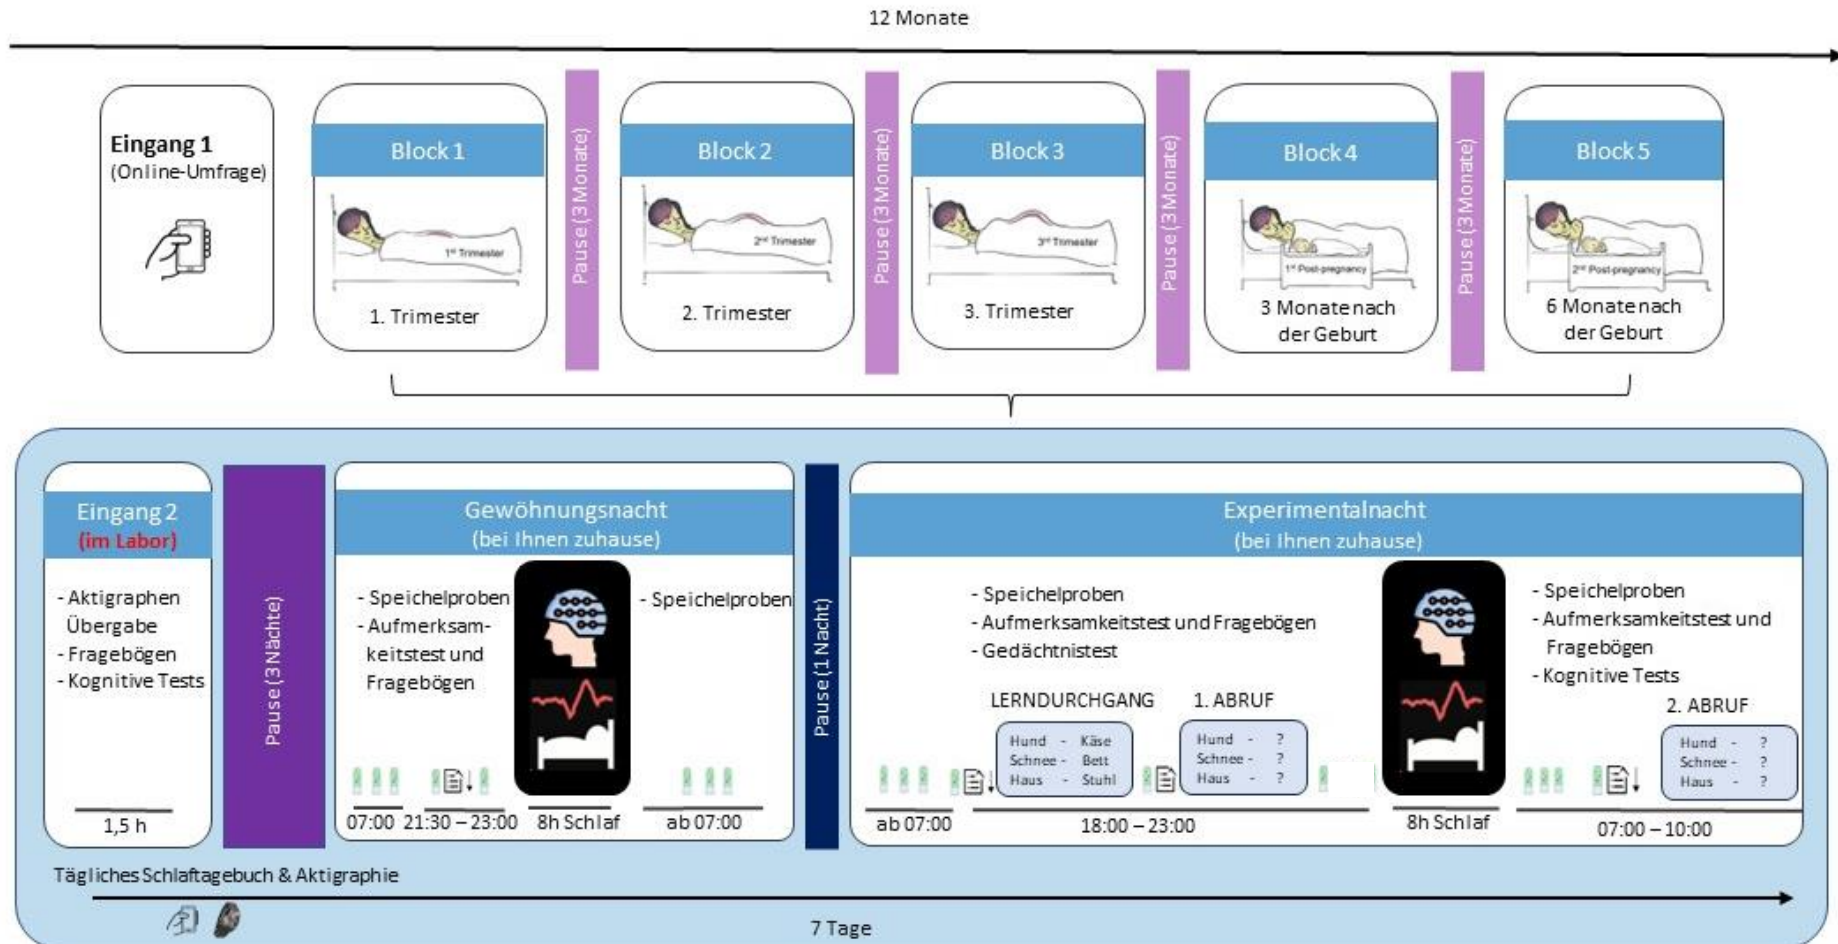 12 Monate
Eingang 1
(Online-Umfrage)
Block 1
1st Trimester
1. Trimester
Pause (3 Monate)
Block 2
2nd Trimester
2. Trimester
Pause (3 Monate)
Block 3
3rd Trimester
3. Trimester
Pause (3 Monate)
Block 4
1st Post-pregnancy
3 Monate nach
der Geburt
Pause (3 Monate)
Block 5
2nd Post-pregnancy
6 Monate nach
der Geburt
Eingang 2
(im Labor)
- Aktigraphen
Übergabe
- Fragebögen
- Kognitive Tests
1,5 h
Pause (3 Nächte)
Gewöhnungsnacht
(bei Ihnen zuhause)
- Speichelproben
- Aufmerksam-
keitstest und
Fragebögen
- Speichelproben
07:00
21:30 – 23:00
8h Schlaf
ab 07:00
Pause (1 Nacht)
Experimentalnacht
(bei Ihnen zuhause)
- Speichelproben
- Aufmerksamkeitstest und Fragebögen
- Gedächtnistest
LERNDURCHGANG
Hund - Käse
Schnee - Bett
Haus - Stuhl
1. ABRUF
Hund - ?
Schnee - ?
Haus - ?
- Speichelproben
- Aufmerksamkeitstest und
Fragebögen
- Kognitive Tests
2. ABRUF
Hund - ?
Schnee - ?
Haus - ?
ab 07:00
18:00 – 23:00
8h Schlaf
07:00 – 10:00
Tägliches Schlaftagebuch & Aktigraphie
7 Tage